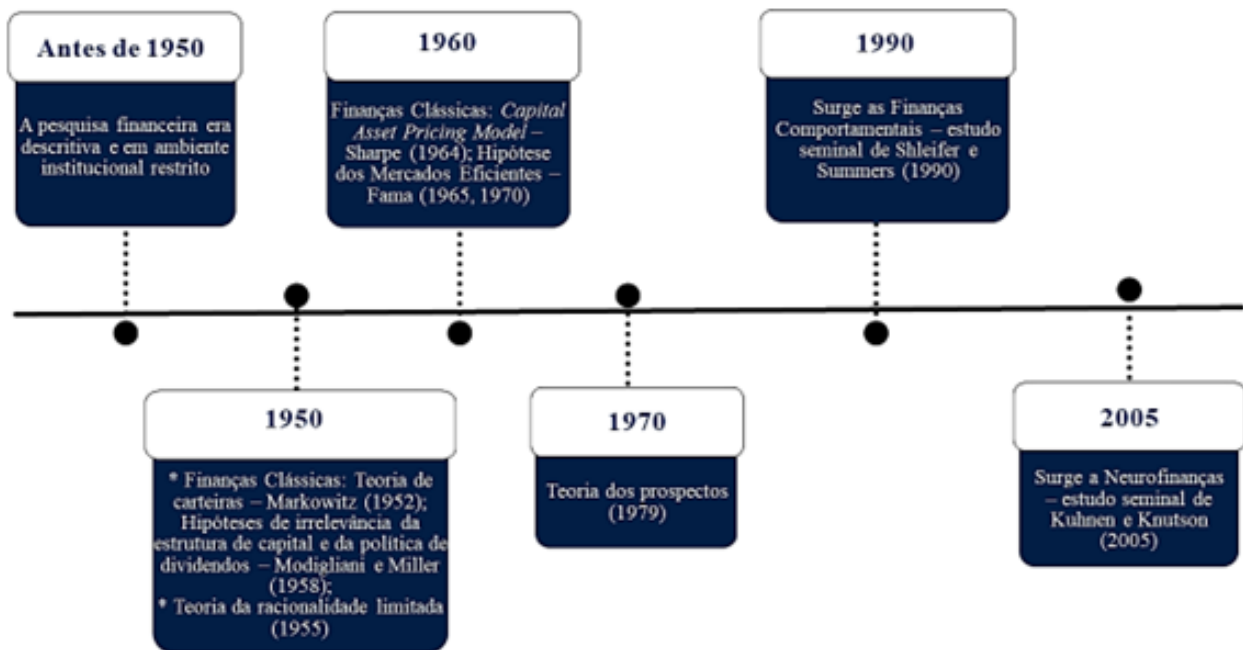 Antes de 1950
A pesquisa financeira era
descritiva e em ambiente
institucional restrito
1950
* Finanças Clássicas: Teoria de
carteiras – Markowitz (1952);
Hipóteses de irrelevância da
estrutura de capital e da política de
dividendos – Modigliani e Miller
(1958);
* Teoria da racionalidade limitada
(1955)
1960
Finanças Clássicas: Capital
Asset Pricing Model –
Sharpe (1964); Hipótese
dos Mercados Eficientes –
Fama (1965, 1970)
1970
Teoria dos prospectos
(1979)
1990
Surge as Finanças
Comportamentais – estudo
seminal de Shleifer e
Summers (1990)
2005
Surge a Neurofinanças
– estudo seminal de
Kuhnen e Knutson
(2005)